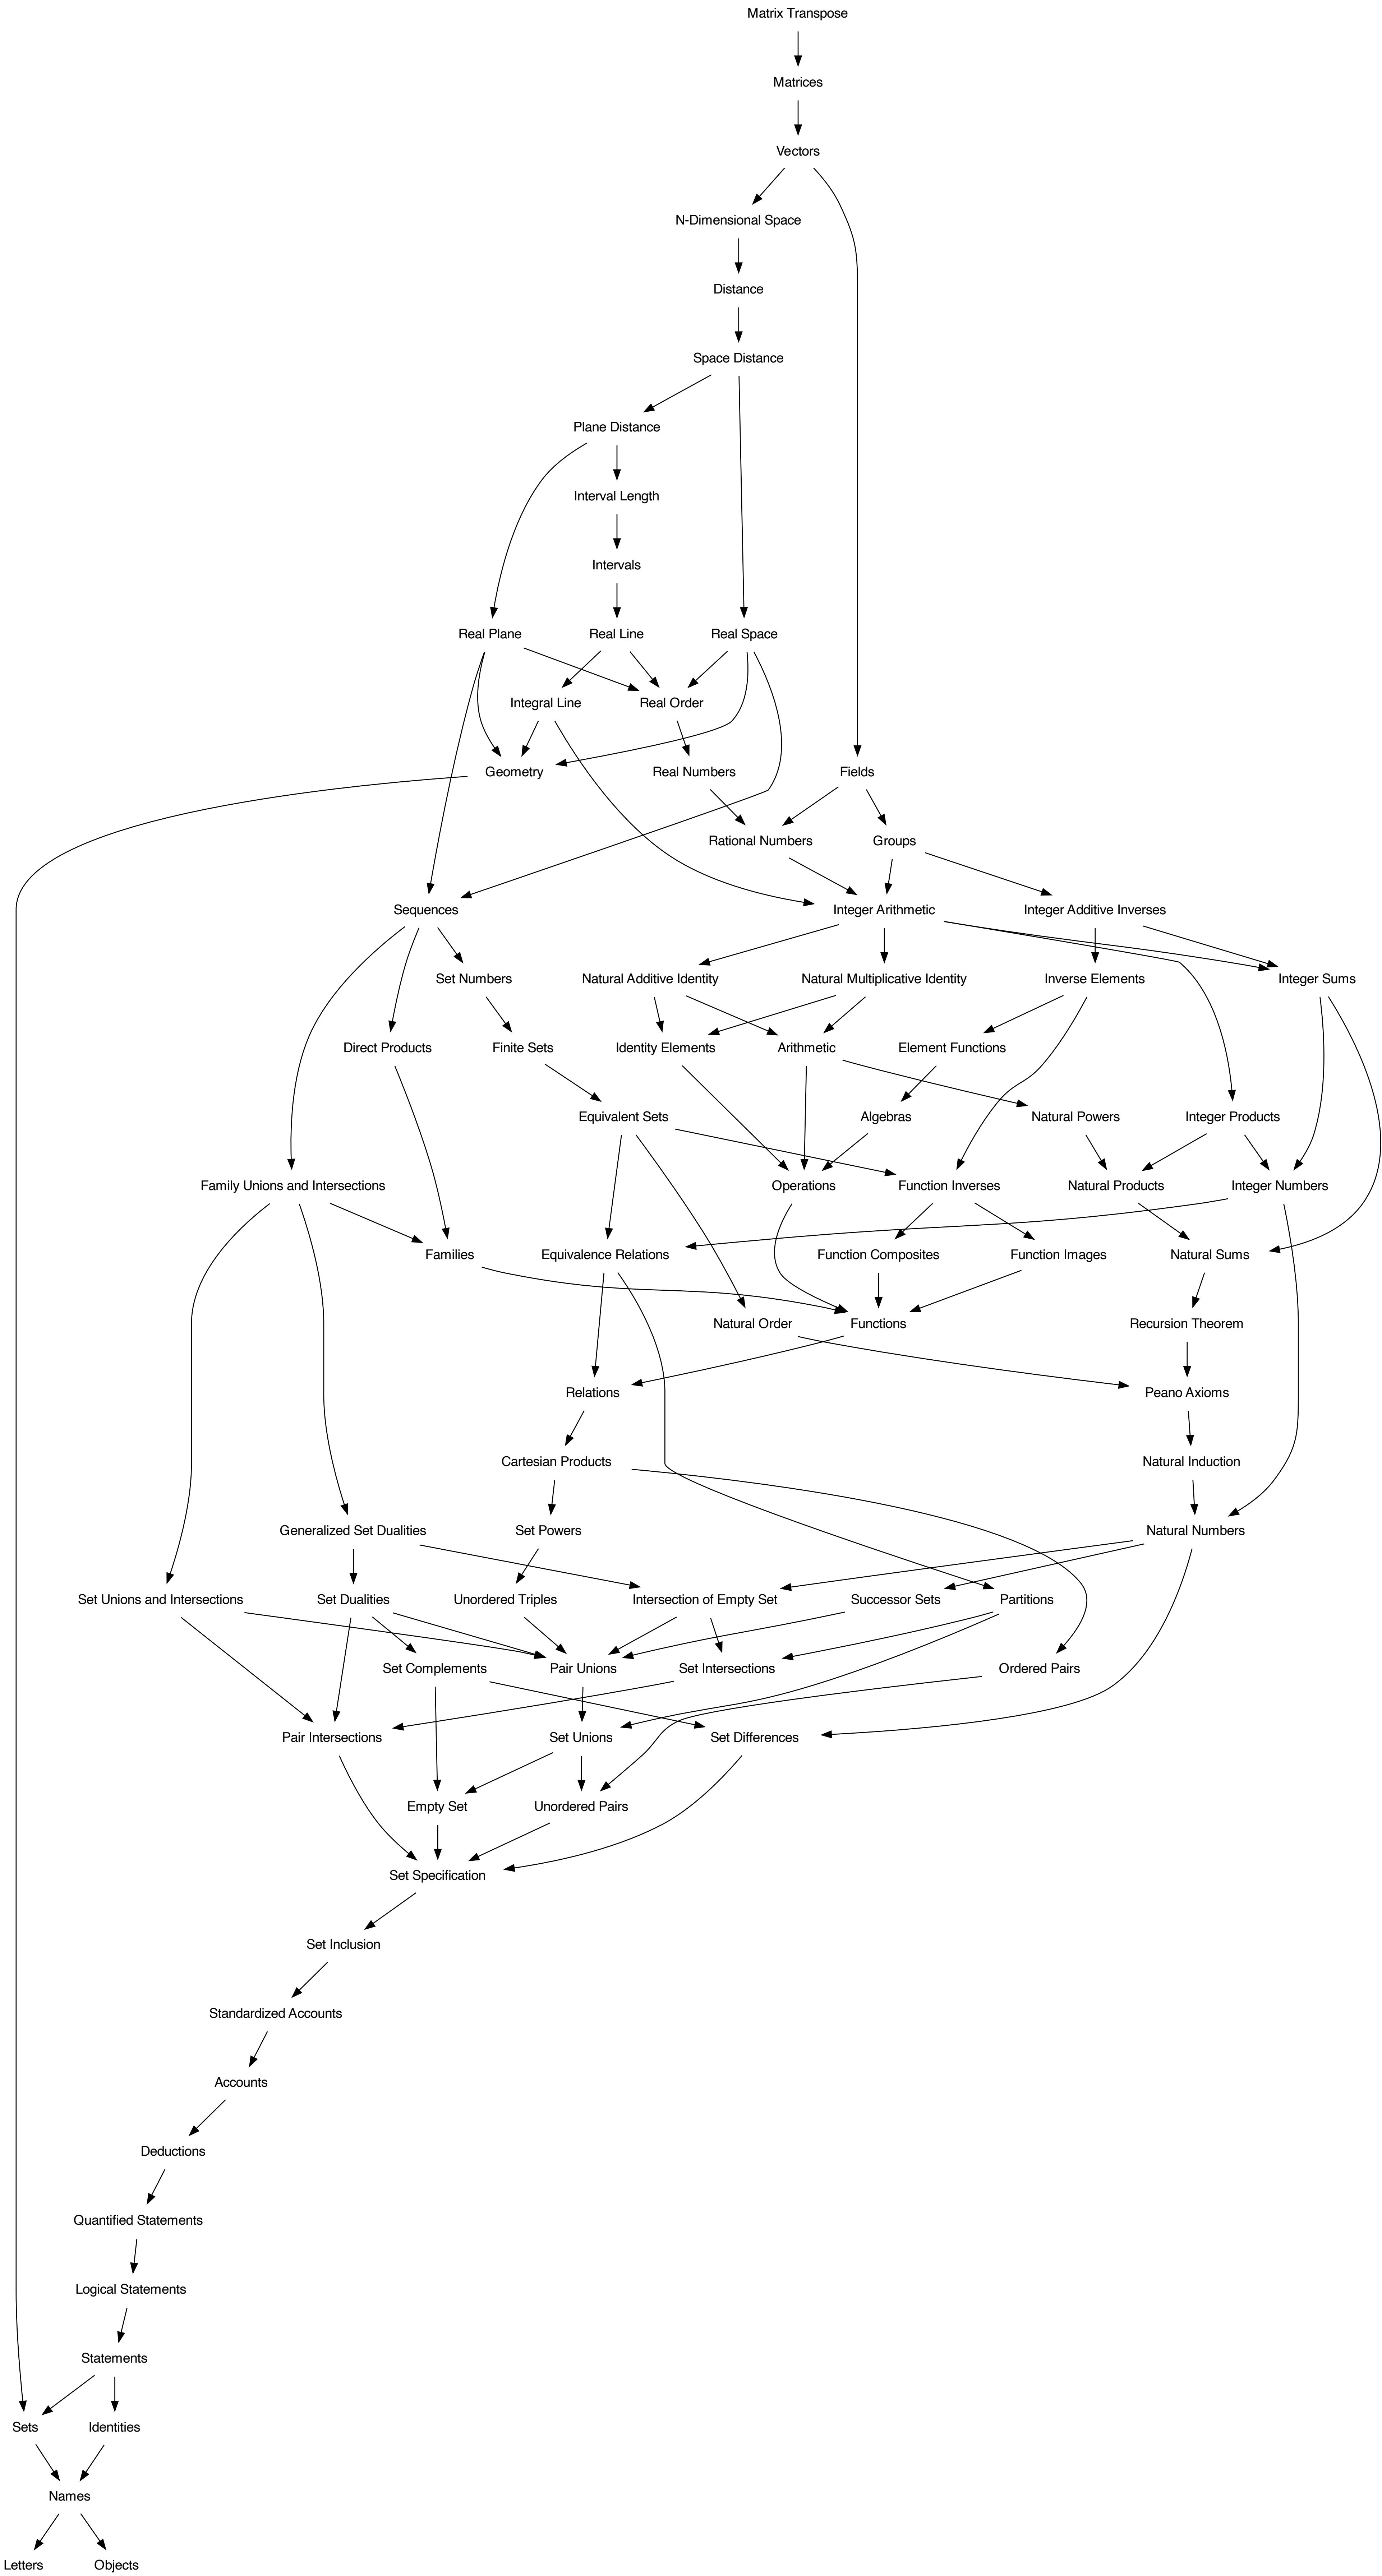 Matrix Transpose
Matrices
Vectors
N-Dimensional Space
Distance
Space Distance
Plane Distance
Interval Length
Intervals
Real Plane
Real Line
Real Space
Integral Line
Real Order
Geometry
Real Numbers
Fields
Rational Numbers
Groups
Sequences
Integer Arithmetic
Integer Additive Inverses
Set Numbers
Natural Additive Identity
Natural Multiplicative Identity
Inverse Elements
Integer Sums
Direct Products
Finite Sets
Identity Elements
Arithmetic
Element Functions
Equivalent Sets
Algebras
Natural Powers
Integer Products
Family Unions and Intersections
Operations
Function Inverses
Natural Products
Integer Numbers
Families
Equivalence Relations
Function Composites
Function Images
Natural Sums
Natural Order
Functions
Recursion Theorem
Relations
Peano Axioms
Cartesian Products
Natural Induction
Generalized Set Dualities
Set Powers
Natural Numbers
Set Unions and Intersections
Set Dualities
Unordered Triples
Intersection of Empty Set
Successor Sets
Partitions
Set Complements
Pair Unions
Set Intersections
Ordered Pairs
Pair Intersections
Set Unions
Set Differences
Empty Set
Unordered Pairs
Set Specification
Set Inclusion
Standardized Accounts
Accounts
Deductions
Quantified Statements
Logical Statements
Statements
Sets
Identities
Names
Letters
Objects